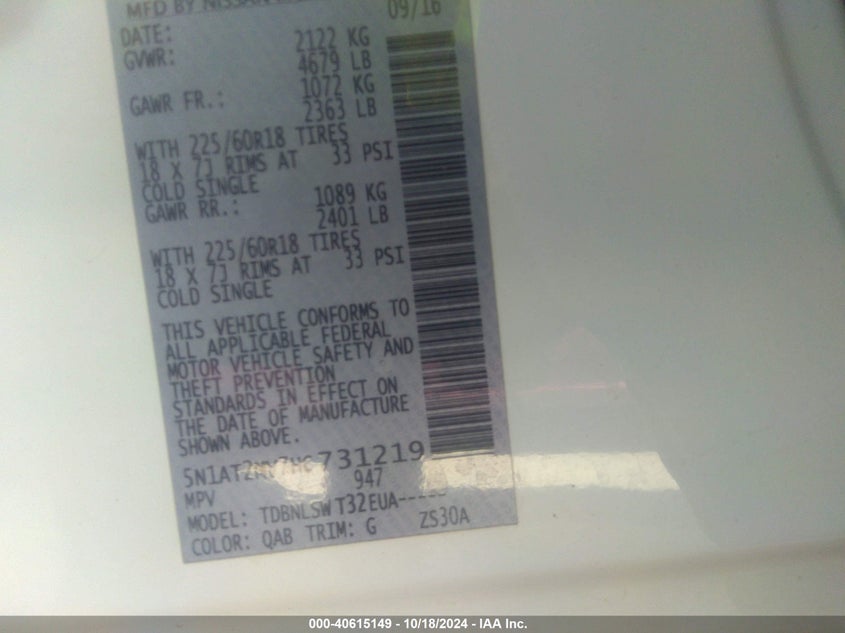 MFD BY NISSAN
09/16
DATE:
GVWR: 2122 KG
4679 LB
GAWR FR.: 1072 KG
2363 LB
WITH 225/60R18 TIRES
18 X 7J RIMS AT 33 PSI
COLD SINGLE
GAWR RR.: 1089 KG
2401 LB
WITH 225/60R18 TIRES
18 X 7J RIMS AT 33 PSI
COLD SINGLE
THIS VEHICLE CONFORMS TO
ALL APPLICABLE FEDERAL
MOTOR VEHICLE SAFETY AND
THEFT PREVENTION
STANDARDS IN EFFECT ON
THE DATE OF MANUFACTURE
SHOWN ABOVE.
731219
MPV 947
MODEL: TDBNLSWT32EUA-----
COLOR: QAB TRIM: G ZS30A
000-40615149 - 10/18/2024 - IAA Inc.